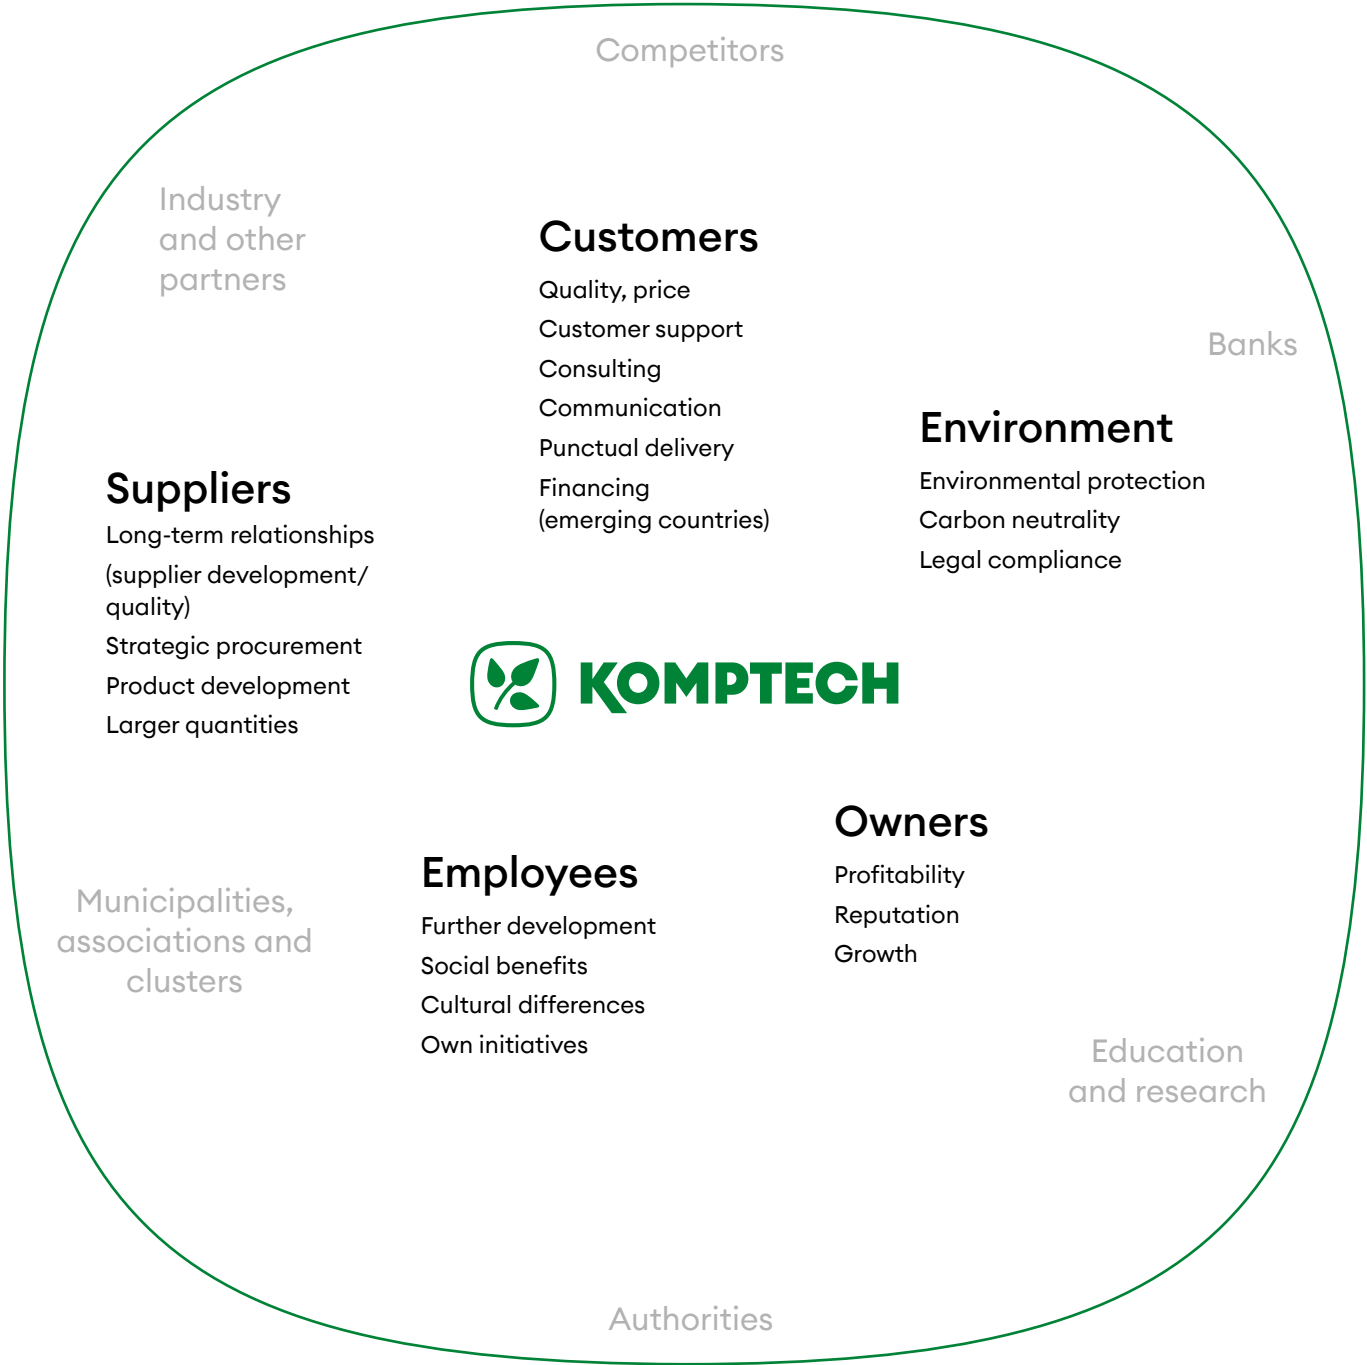 Competitors
Industry
and other
partners
Customers
Quality, price
Customer support
Consulting
Communication
Punctual delivery
Financing
(emerging countries)
Banks
Environment
Environmental protection
Carbon neutrality
Legal compliance
Suppliers
Long-term relationships
(supplier development/
quality)
Strategic procurement
Product development
Larger quantities
KOMPTECH
Owners
Profitability
Reputation
Growth
Employees
Further development
Social benefits
Cultural differences
Own initiatives
Municipalities,
associations and
clusters
Education
and research
Authorities